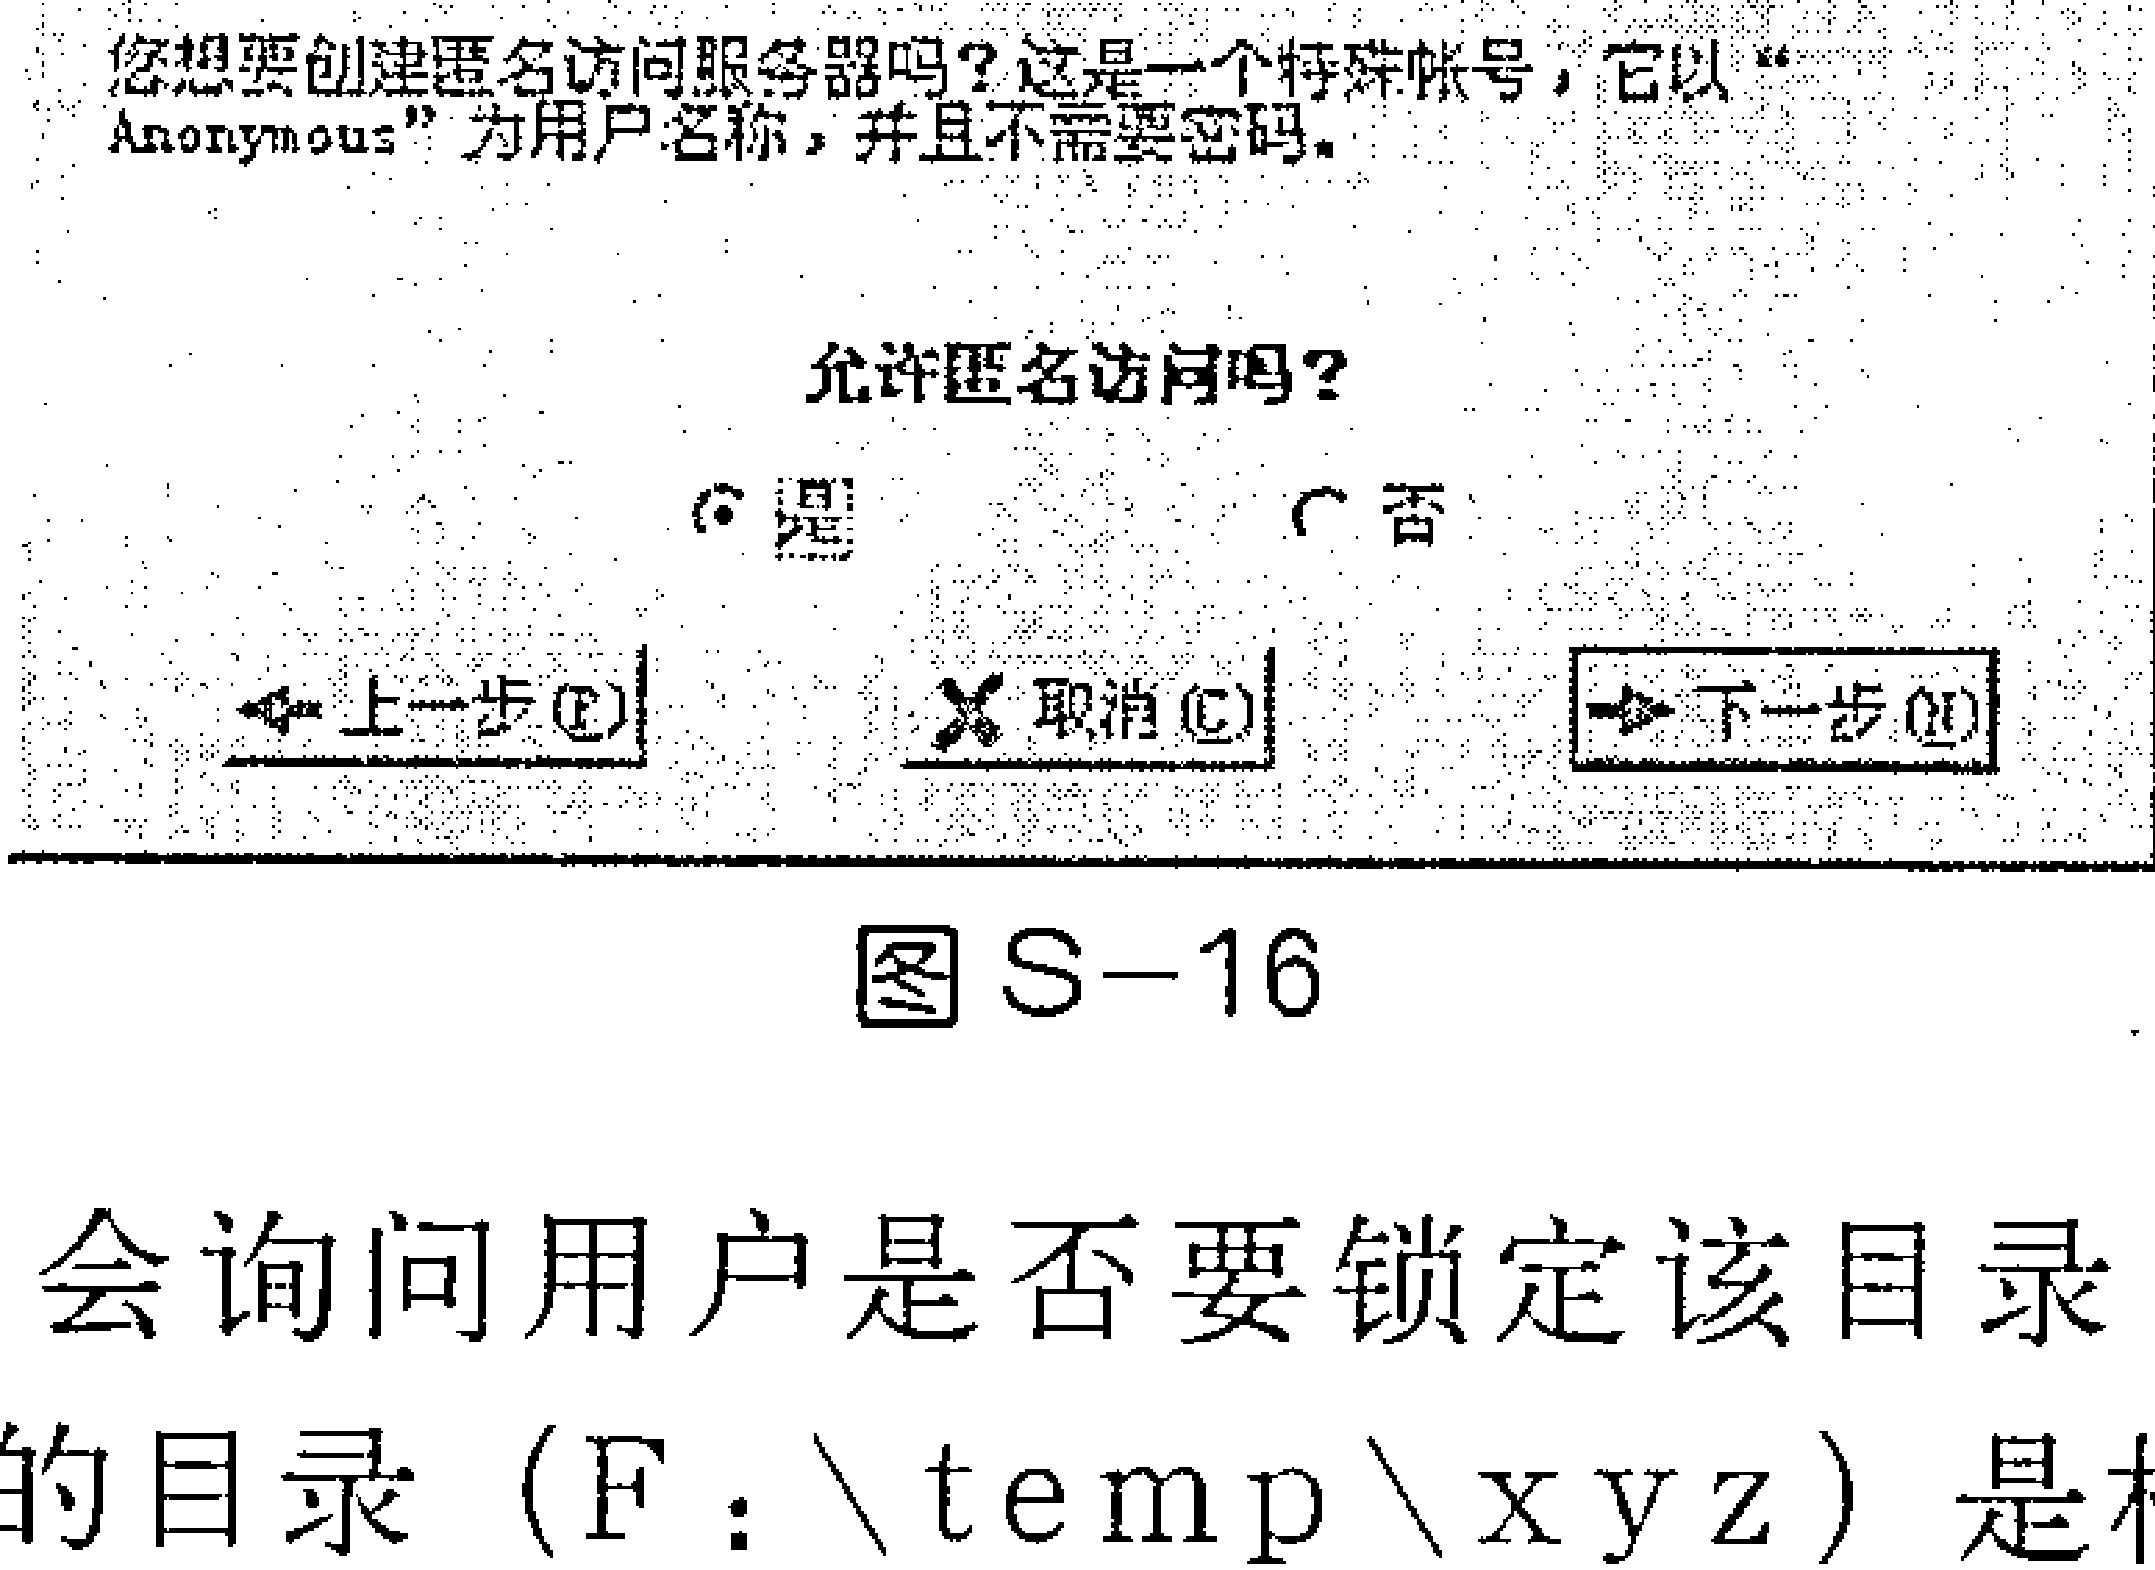 您想要创建匿名访问服务器吗？这是一个特殊帐号，它以“
Anonymous”为用户名称，并且不需要密码。
允许匿名访问吗？
是 否
上一步(P) 取消(C) 下一步(N)
图 S-16
会询问用户是否要锁定该目录
的目录（F：\temp\xyz）是